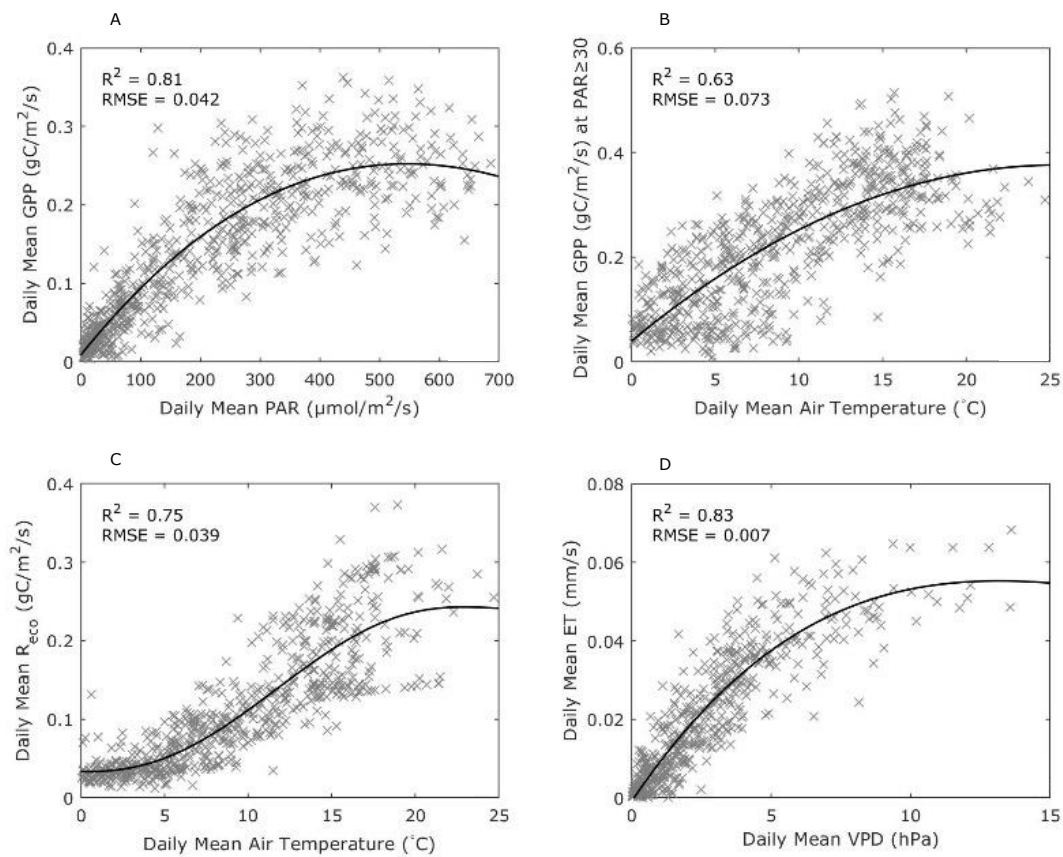 A
Daily Mean GPP (gC/m²/s)
0.4
0.3
0.2
0.1
0
R² = 0.81
RMSE = 0.042
0 100 200 300 400 500 600 700
Daily Mean PAR (µmol/m²/s)
B
Daily Mean GPP (gC/m²/s) at PAR≥30
0.6
0.4
0.2
0
R² = 0.63
RMSE = 0.073
0 5 10 15 20 25
Daily Mean Air Temperature (°C)
C
Daily Mean Reco (gC/m²/s)
0.4
0.3
0.2
0.1
0
R² = 0.75
RMSE = 0.039
0 5 10 15 20 25
Daily Mean Air Temperature (°C)
D
Daily Mean ET (mm/s)
0.08
0.06
0.04
0.02
0
R² = 0.83
RMSE = 0.007
0 5 10 15
Daily Mean VPD (hPa)